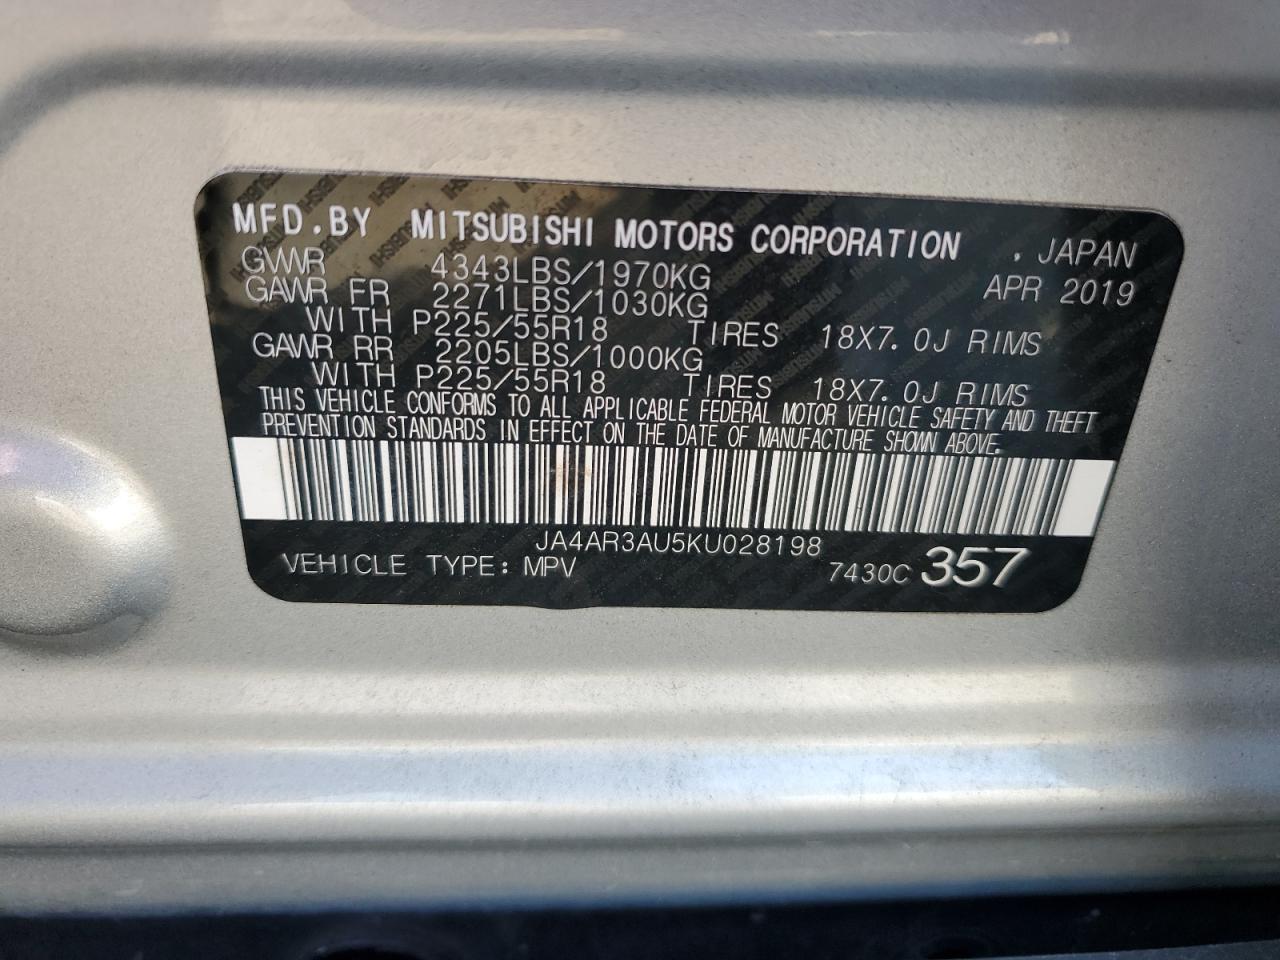 MFD.BY MITSUBISHI MOTORS CORPORATION , JAPAN
GVWR 4343LBS/1970KG APR 2019
GAWR FR 2271LBS/1030KG
WITH P225/55R18 TIRES 18X7.0J RIMS
GAWR RR 2205LBS/1000KG
WITH P225/55R18 TIRES 18X7.0J RIMS
THIS VEHICLE CONFORMS TO ALL APPLICABLE FEDERAL MOTOR VEHICLE SAFETY AND THEFT
PREVENTION STANDARDS IN EFFECT ON THE DATE OF MANUFACTURE SHOWN ABOVE.
JA4AR3AU5KU028198
VEHICLE TYPE: MPV 7430C 357